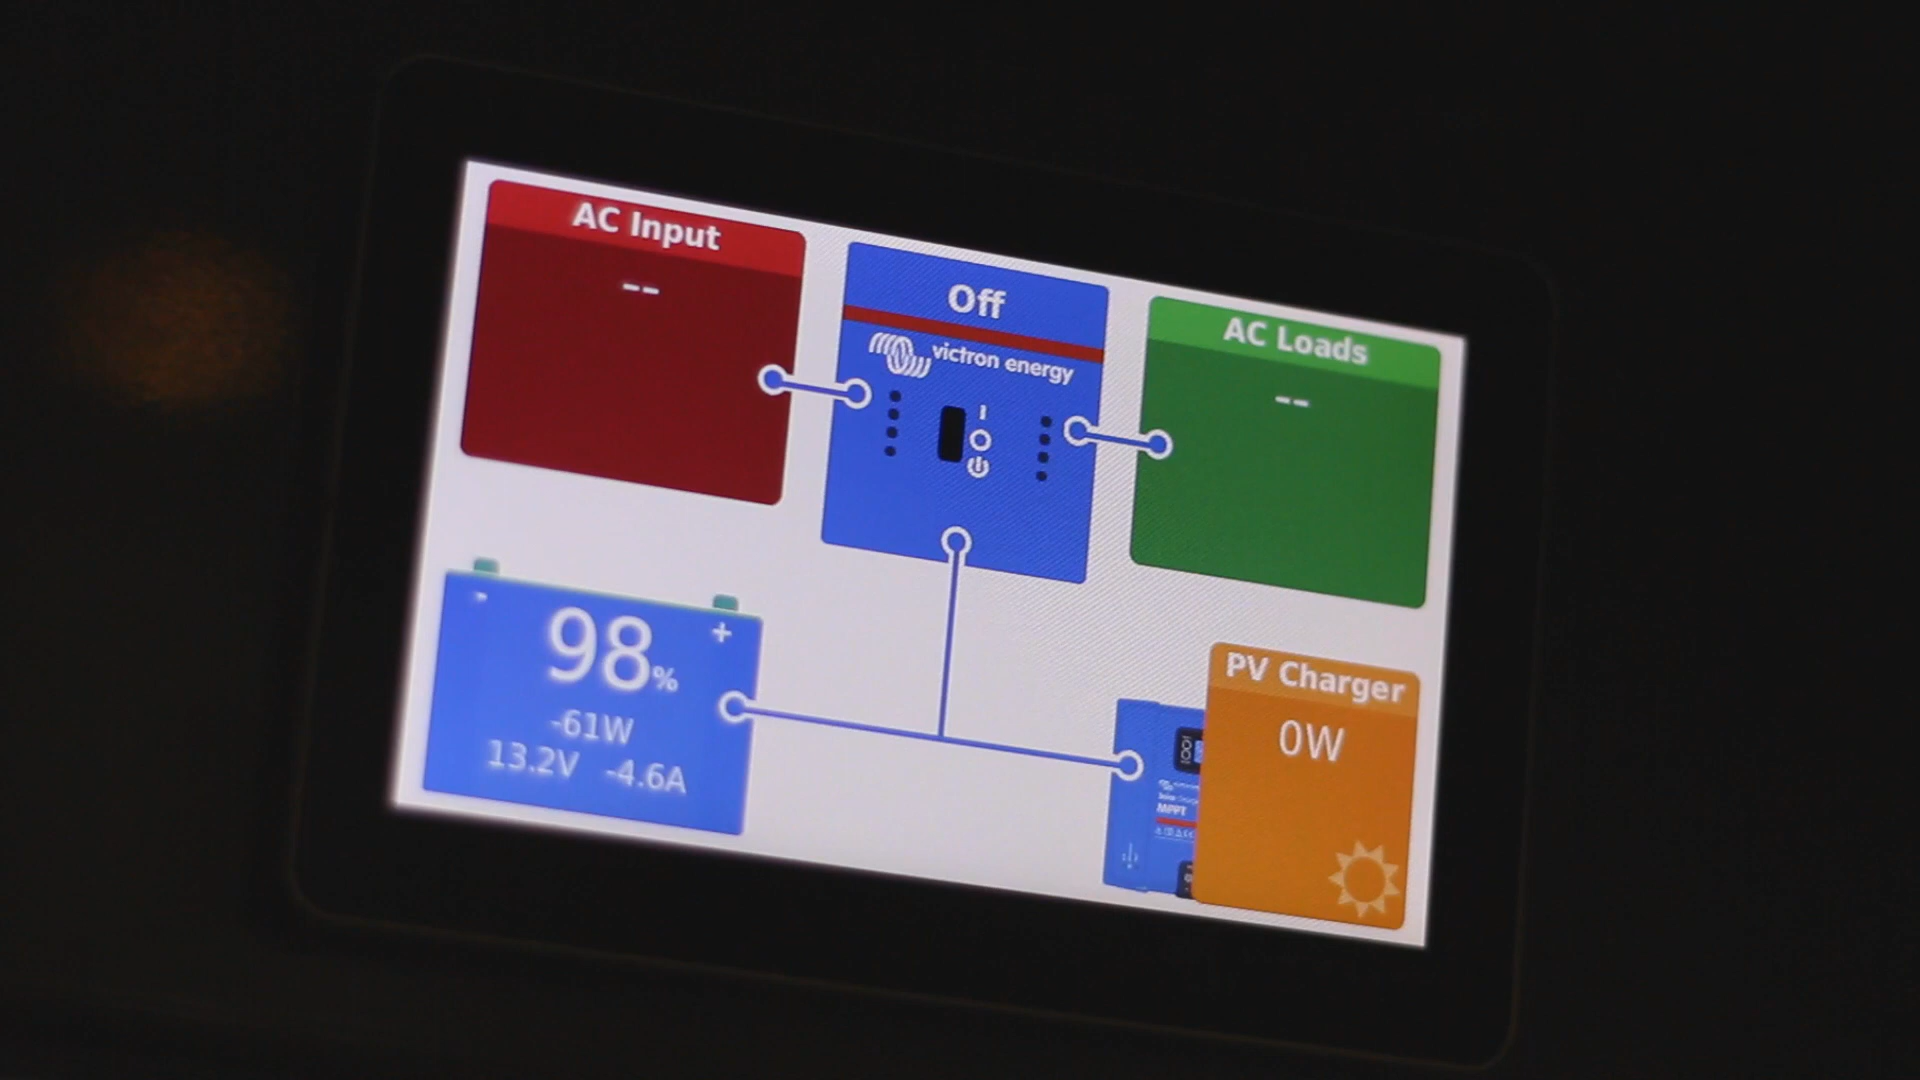 AC Input
--
Off
victron energy
AC Loads
--
- +
98%
-61W
13.2V -4.6A
PV Charger
0W
MPPT